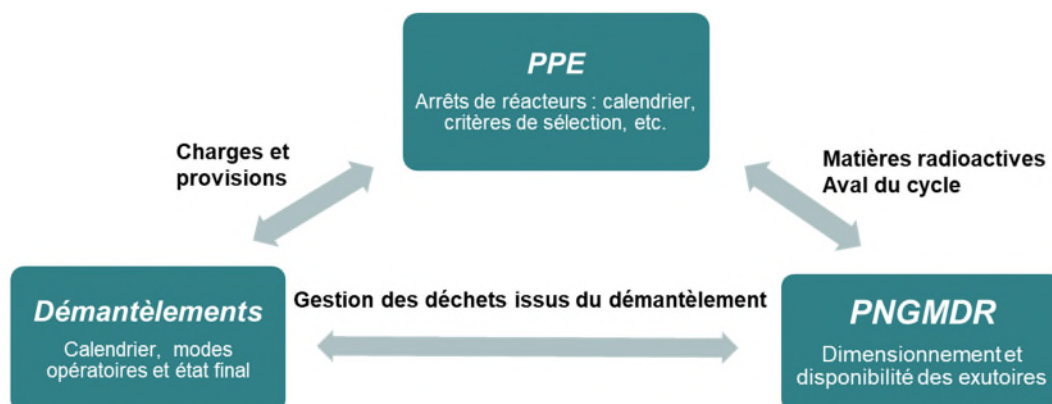 PPE
Arrêts de réacteurs : calendrier,
critères de sélection, etc.
Charges et
provisions
Matières radioactives
Aval du cycle
Démantèlements
Calendrier, modes
opératoires et état final
Gestion des déchets issus du démantèlement
PNGMDR
Dimensionnement et
disponibilité des exutoires